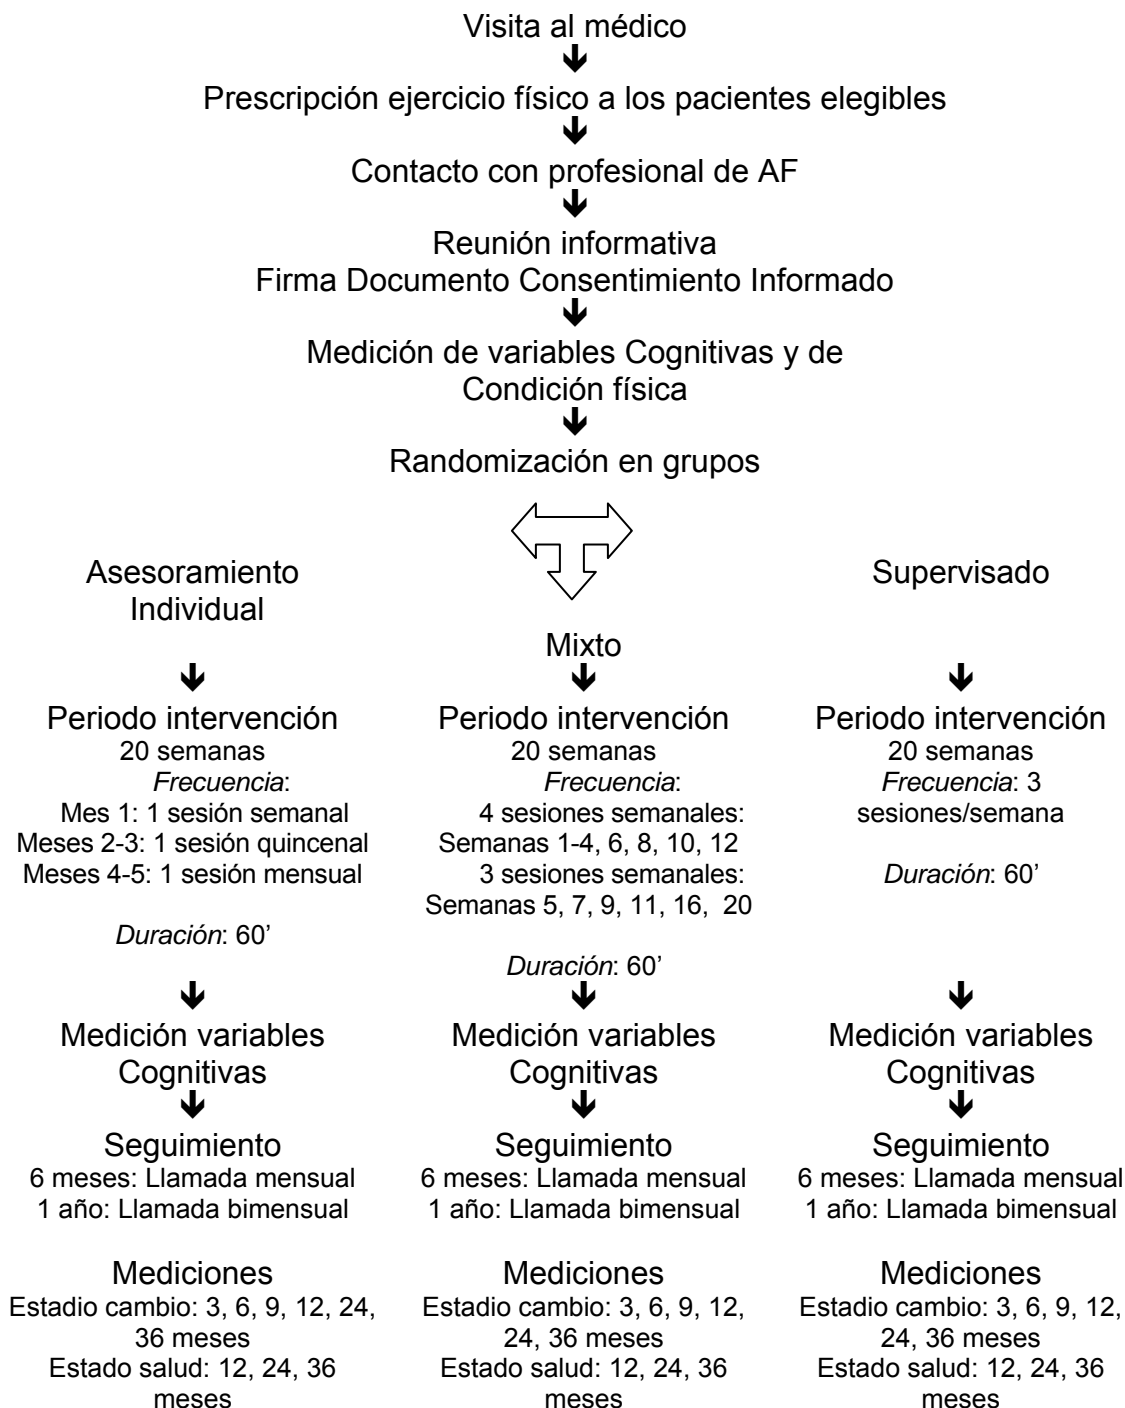 Visita al médico
Prescripción ejercicio físico a los pacientes elegibles
Contacto con profesional de AF
Reunión informativa
Firma Documento Consentimiento Informado
Medición de variables Cognitivas y de
Condición física
Randomización en grupos
Asesoramiento
Individual
Periodo intervención
20 semanas
Frecuencia:
Mes 1: 1 sesión semanal
Meses 2-3: 1 sesión quincenal
Meses 4-5: 1 sesión mensual
Duración: 60’
Medición variables
Cognitivas
Seguimiento
6 meses: Llamada mensual
1 año: Llamada bimensual
Mediciones
Estadio cambio: 3, 6, 9, 12, 24,
36 meses
Estado salud: 12, 24, 36
meses
Mixto
Periodo intervención
20 semanas
Frecuencia:
4 sesiones semanales:
Semanas 1-4, 6, 8, 10, 12
3 sesiones semanales:
Semanas 5, 7, 9, 11, 16, 20
Duración: 60’
Medición variables
Cognitivas
Seguimiento
6 meses: Llamada mensual
1 año: Llamada bimensual
Mediciones
Estadio cambio: 3, 6, 9, 12,
24, 36 meses
Estado salud: 12, 24, 36
meses
Supervisado
Periodo intervención
20 semanas
Frecuencia: 3
sesiones/semana
Duración: 60’
Medición variables
Cognitivas
Seguimiento
6 meses: Llamada mensual
1 año: Llamada bimensual
Mediciones
Estadio cambio: 3, 6, 9, 12,
24, 36 meses
Estado salud: 12, 24, 36
meses